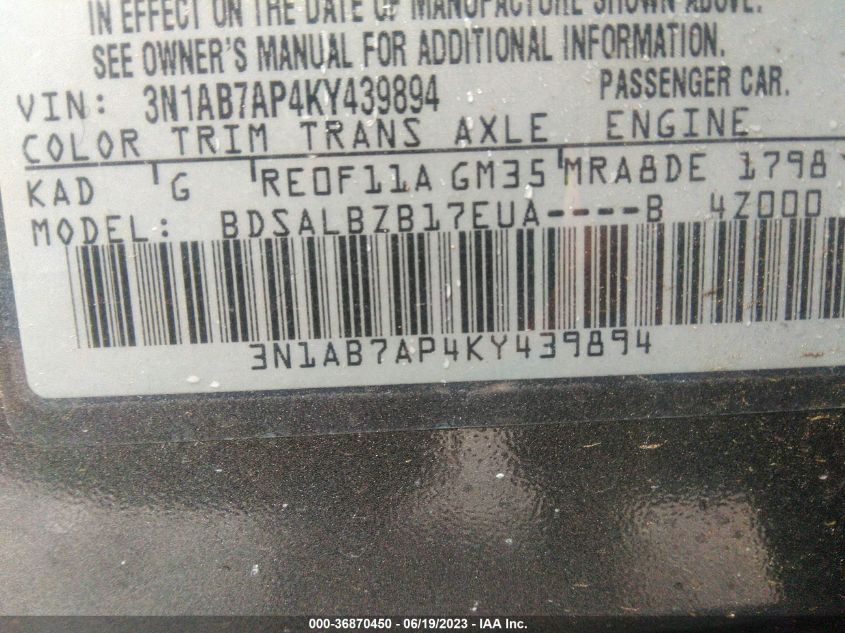 IN EFFECT ON THE DATE OF MANUFACTURE SHOWN ABOVE.
SEE OWNER'S MANUAL FOR ADDITIONAL INFORMATION.
VIN: 3N1AB7AP4KY439894 PASSENGER CAR.
COLOR TRIM TRANS AXLE ENGINE
KAD G RE0F11A GM35 MRA8DE 1798
MODEL: BDSALBZB17EUA----B 4Z000
3N1AB7AP4KY439894
000-36870450 - 06/19/2023 - IAA Inc.